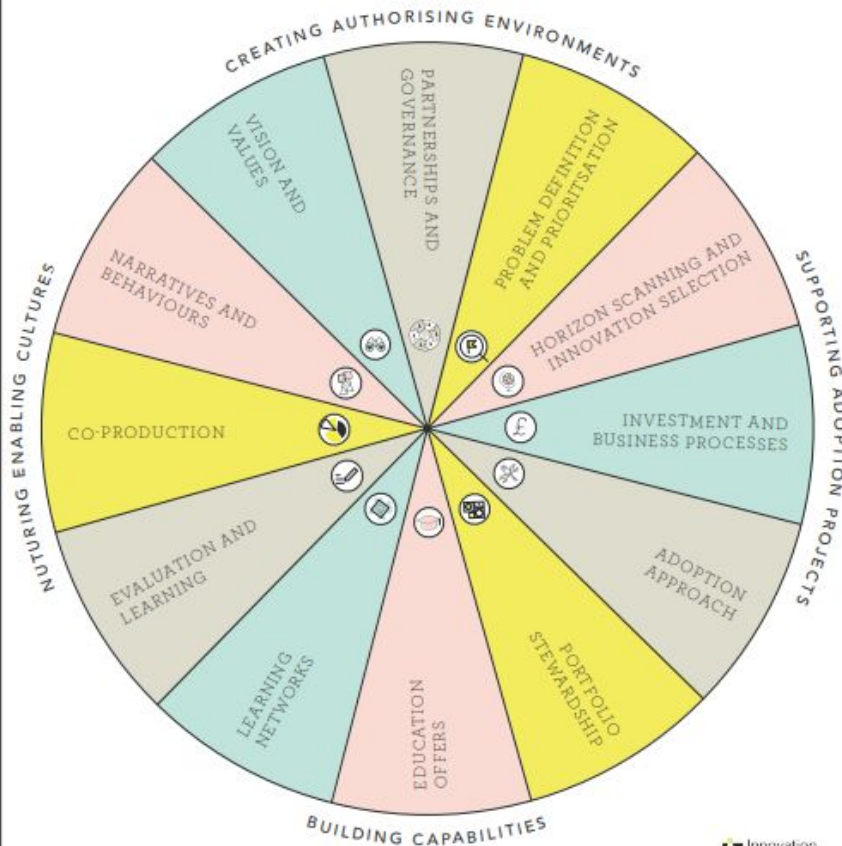 CREATING AUTHORISING ENVIRONMENTS
PARTNERSHIPS AND
GOVERNANCE
PROBLEM DEFINITION
AND PRIORITSATION
HORIZON SCANNING AND
INNOVATION SELECTION
SUPPORTING ADOPTION PROJECTS
INVESTMENT AND
BUSINESS PROCESSES
£
ADOPTION
APPROACH
PORTFOLIO
STEWARDSHIP
BUILDING CAPABILITIES
EDUCATION
OFFERS
LEARNING
NETWORKS
EVALUATION AND
LEARNING
NUTURING ENABLING CULTURES
CO-PRODUCTION
NARRATIVES AND
BEHAVIOURS
VISION AND
VALUES
Innovation